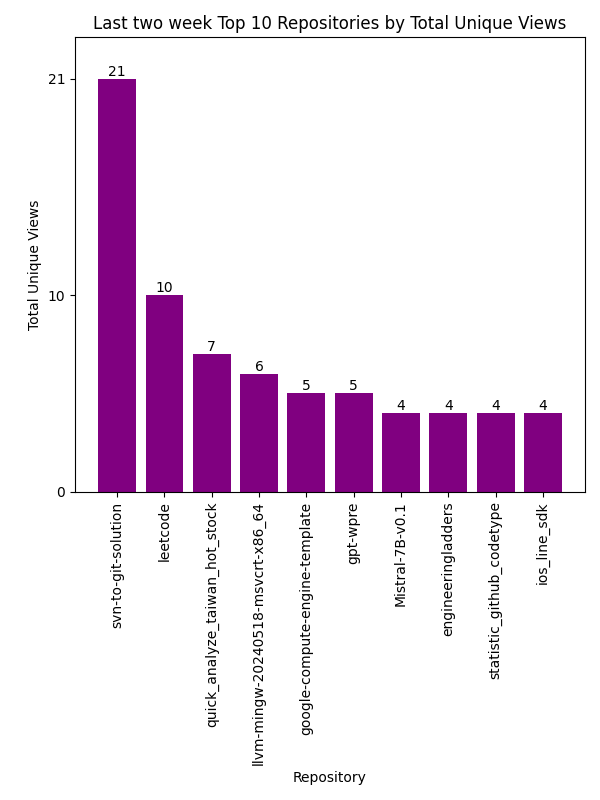 Last two week Top 10 Repositories by Total Unique Views
Total Unique Views
21
10
0
21
10
7
6
5
5
4
4
4
4
svn-to-git-solution
leetcode
quick_analyze_taiwan_hot_stock
llvm-mingw-20240518-msvcrt-x86_64
google-compute-engine-template
gpt-wpre
Mistral-7B-v0.1
engineeringladders
statistic_github_codetype
ios_line_sdk
Repository